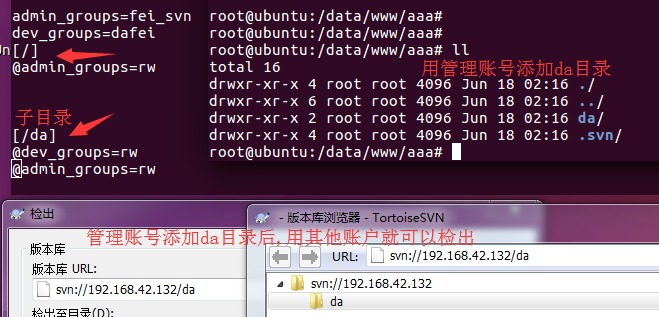 admin_groups=fei_svn
dev_groups=dafei
[/]
@admin_groups=rw
子目录
[/da]
@dev_groups=rw
@admin_groups=rw
root@ubuntu:/data/www/aaa#
root@ubuntu:/data/www/aaa#
root@ubuntu:/data/www/aaa#
root@ubuntu:/data/www/aaa# ll
total 16
用管理账号添加da目录
drwxr-xr-x 4 root root 4096 Jun 18 02:16 ./
drwxr-xr-x 6 root root 4096 Jun 18 02:16 ../
drwxr-xr-x 2 root root 4096 Jun 18 02:16 da/
drwxr-xr-x 4 root root 4096 Jun 18 02:16 .svn/
root@ubuntu:/data/www/aaa#
检出
管理账号添加da目录后,用其他账户就可以检出
版本库
版本库 URL:
svn://192.168.42.132/da
检出至目录(D):
- 版本库浏览器 - TortoiseSVN
URL: svn://192.168.42.132/da
svn://192.168.42.132
da